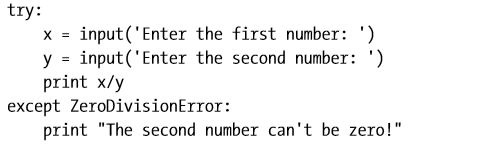 try:
    x = input('Enter the first number: ')
    y = input('Enter the second number: ')
    print x/y
except ZeroDivisionError:
    print "The second number can't be zero!"